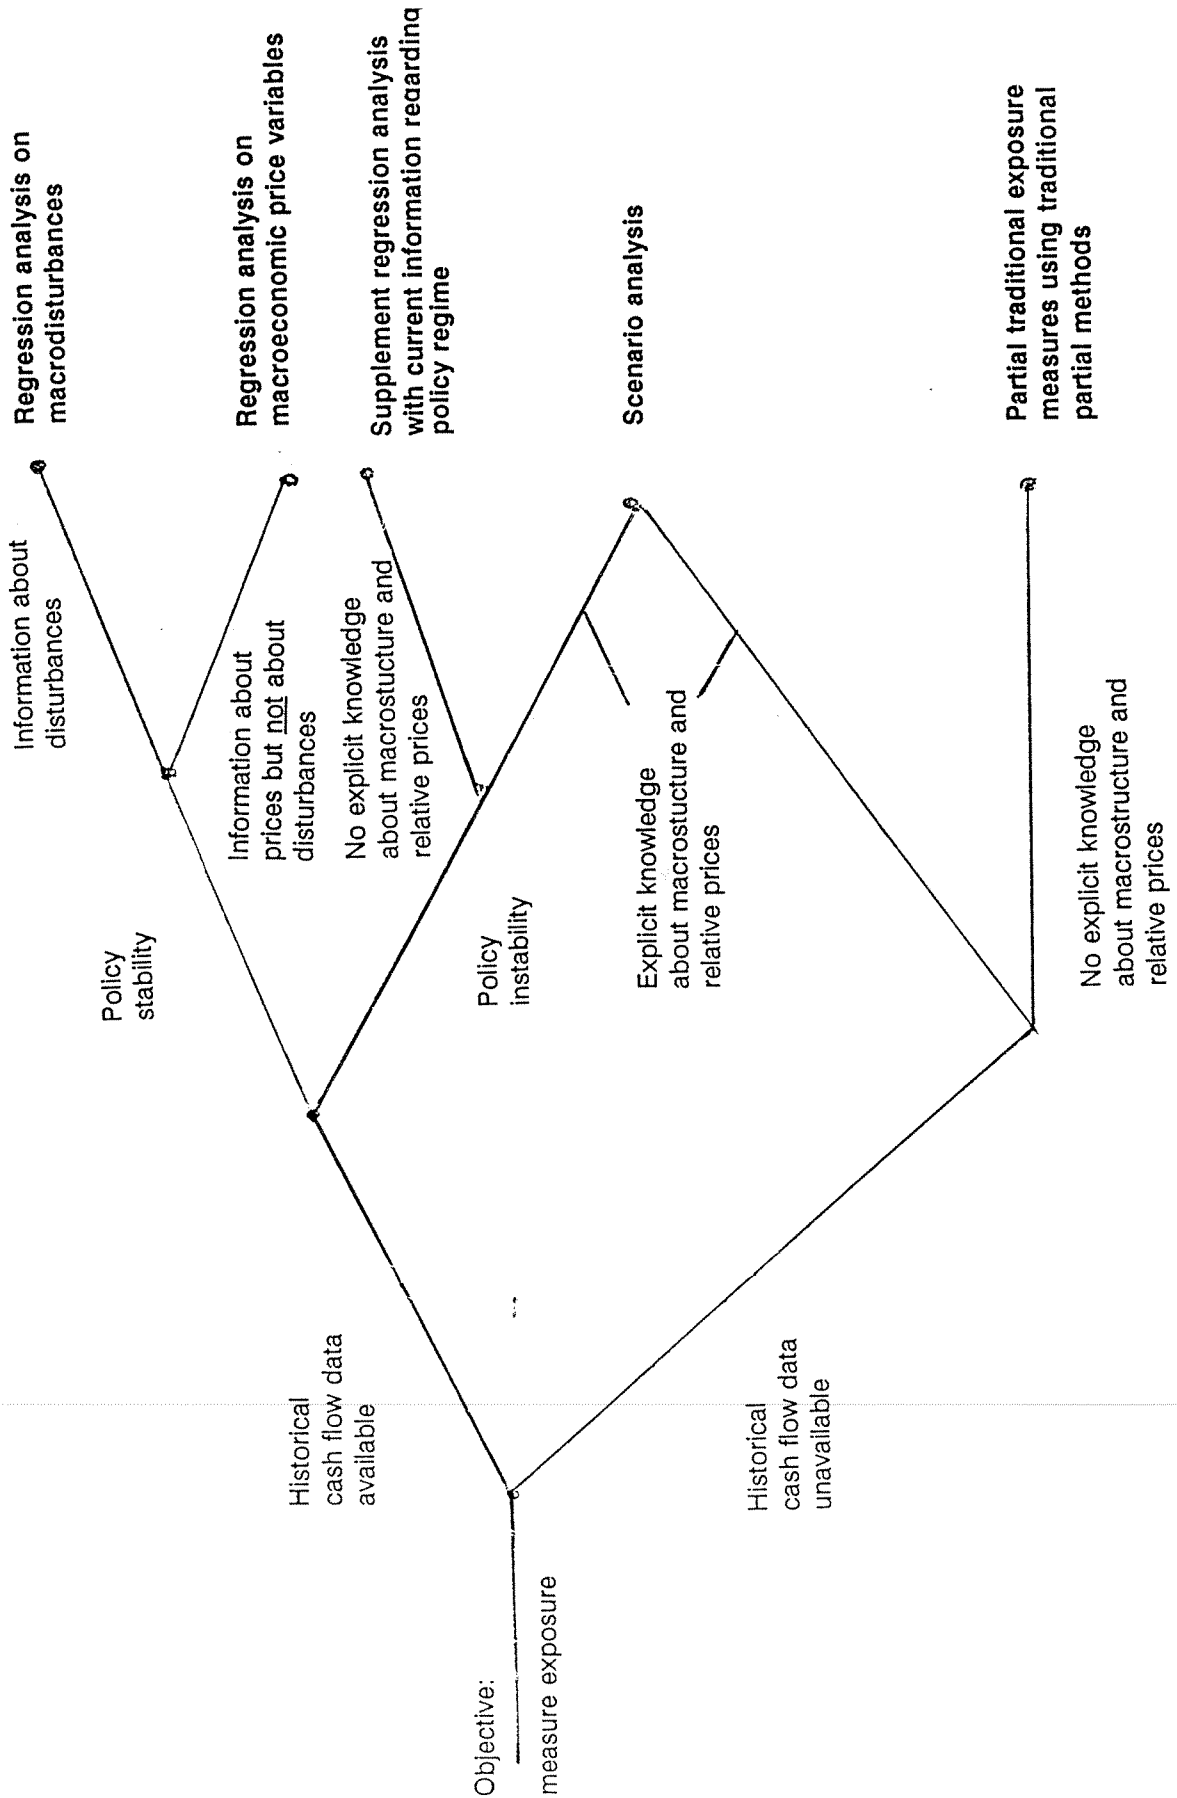 Objective:
measure exposure
Historical
cash flow data
available
Historical
cash flow data
unavailable
Policy
stability
Policy
instability
Information about
disturbances
Information about
prices but not about
disturbances
No explicit knowledge
about macrostucture and
relative prices
Explicit knowledge
about macrostucture and
relative prices
No explicit knowledge
about macrostructure and
relative prices
Regression analysis on
macrodisturbances
Regression analysis on
macroeconomic price variables
Supplement regression analysis
with current information regarding
policy regime
Scenario analysis
Partial traditional exposure
measures using traditional
partial methods